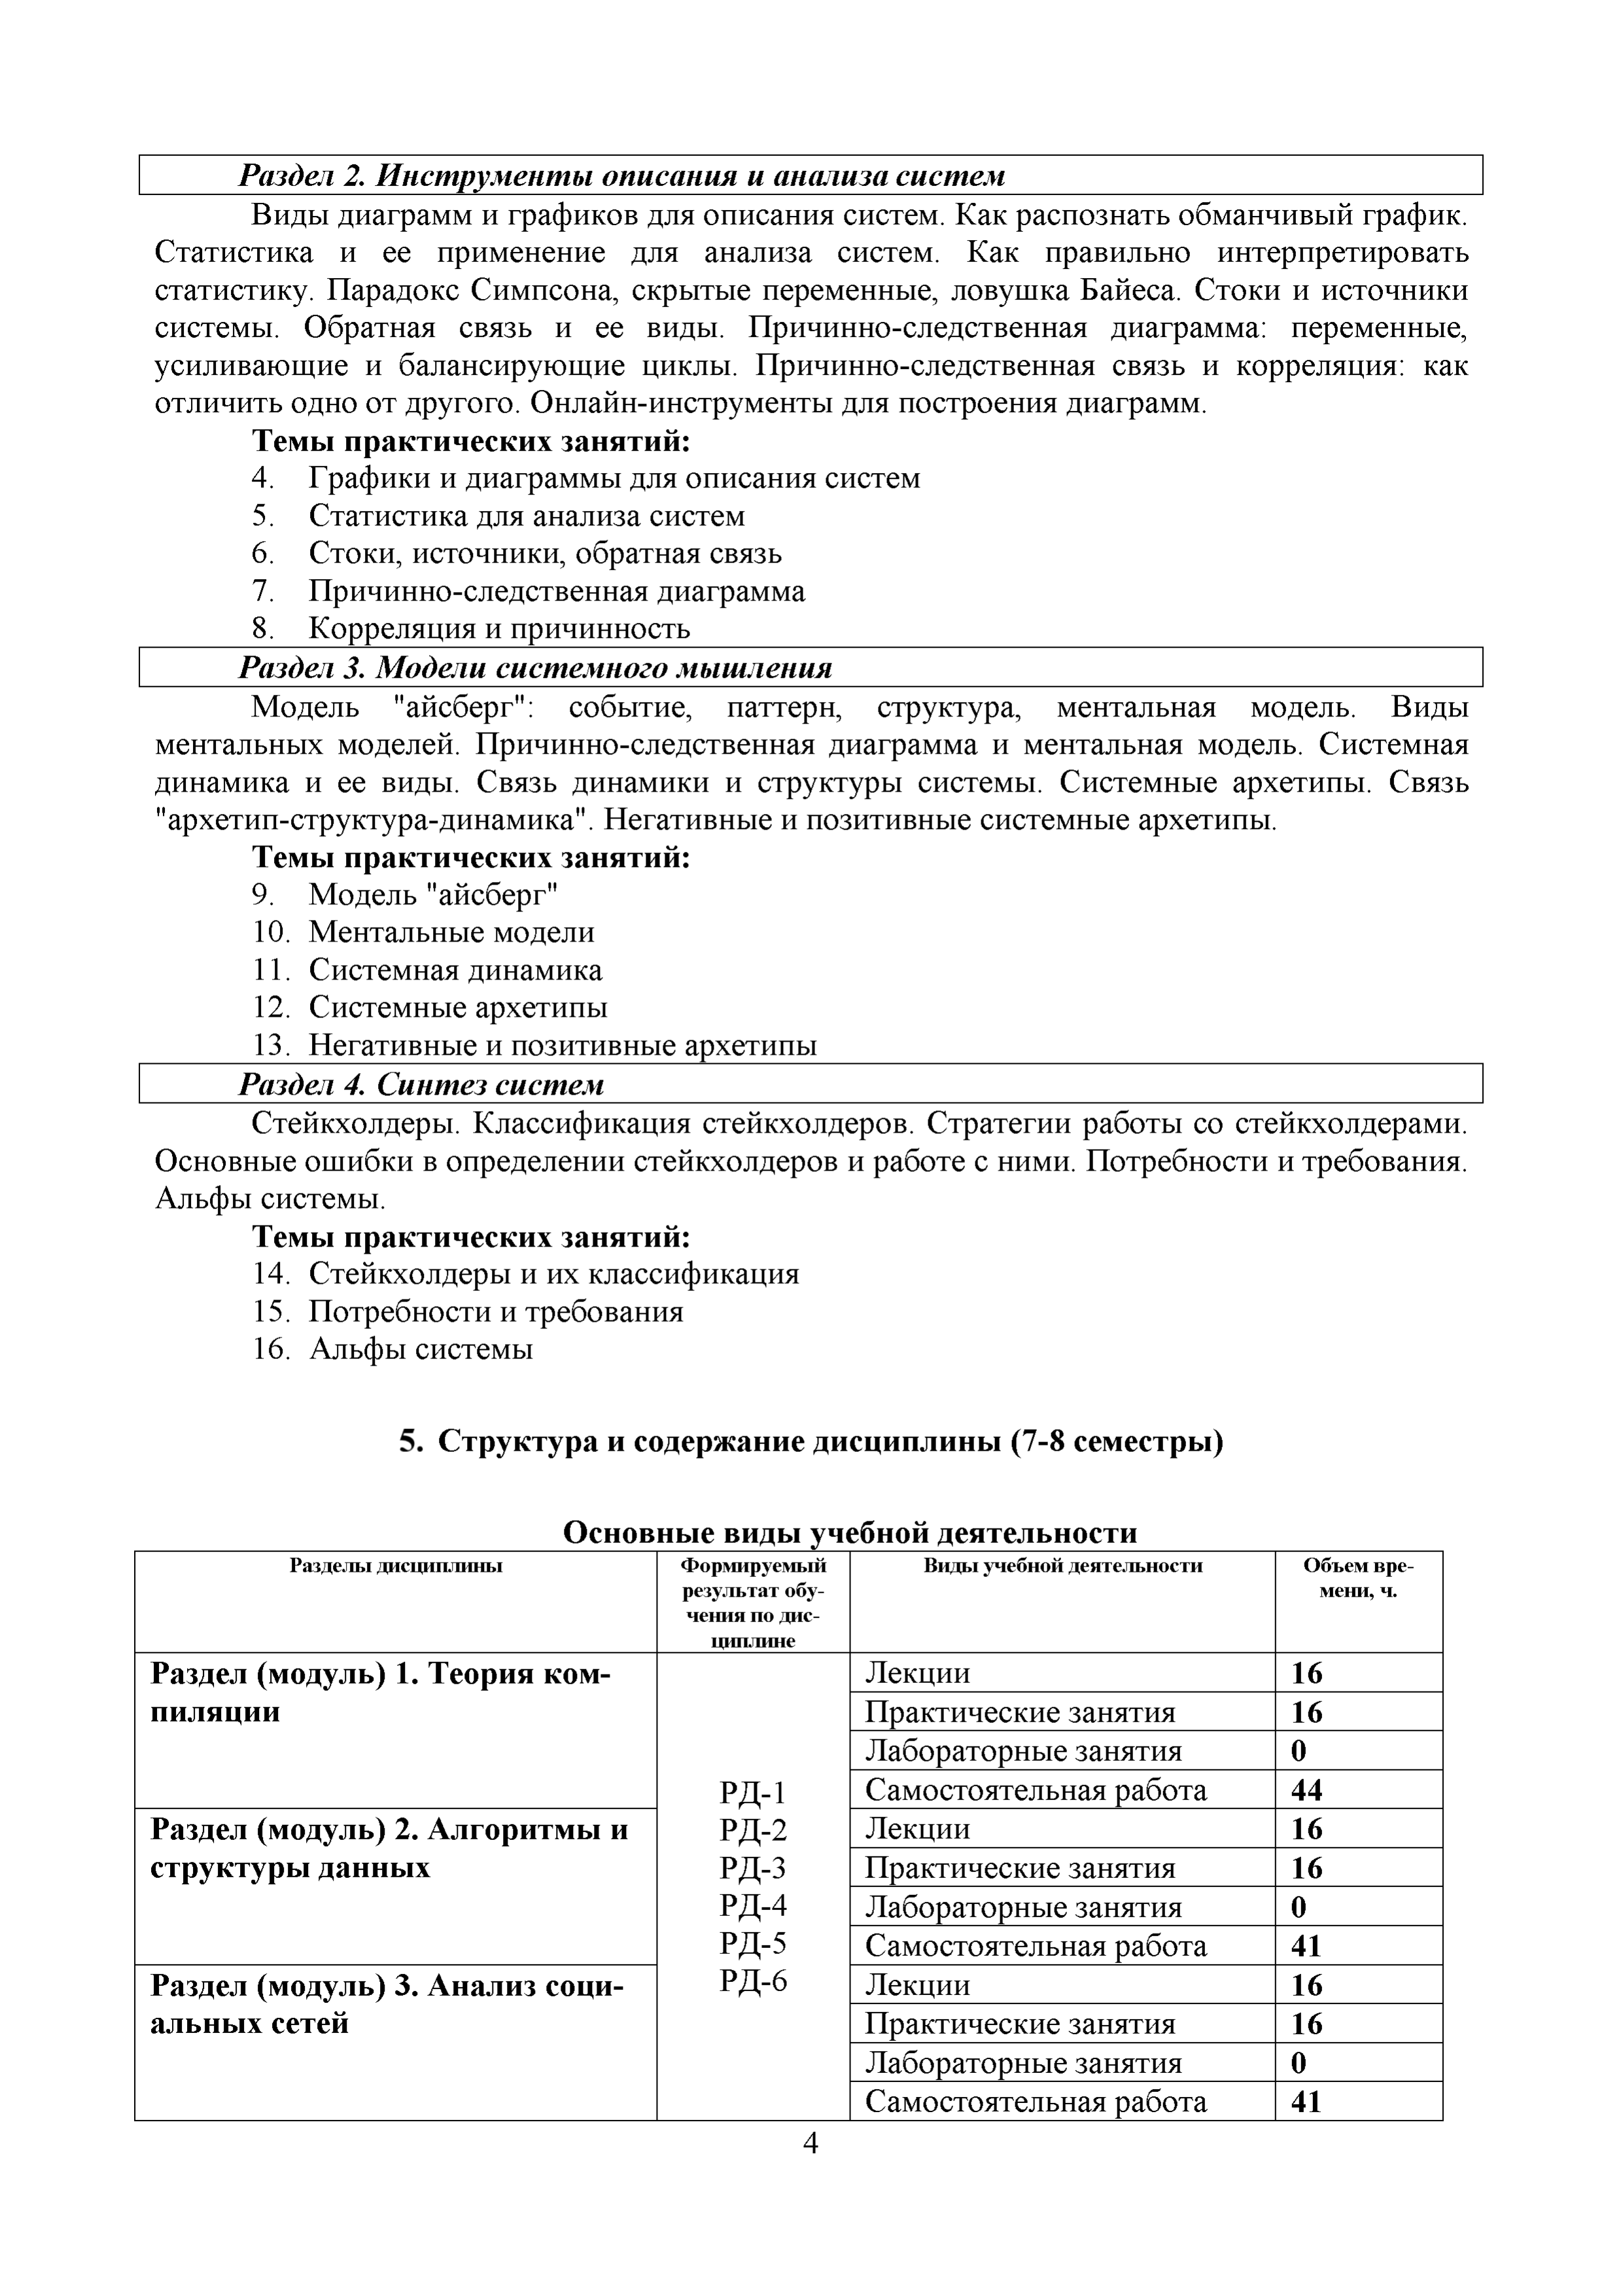 Раздел 2. Инструменты описания и анализа систем
Виды диаграмм и графиков для описания систем. Как распознать обманчивый график.
Статистика и ее применение для анализа систем. Как правильно интерпретировать
статистику. Парадокс Симпсона, скрытые переменные, ловушка Байеса. Стоки и источники
системы. Обратная связь и ее виды. Причинно-следственная диаграмма: переменные,
усиливающие и балансирующие циклы. Причинно-следственная связь и корреляция: как
отличить одно от другого. Онлайн-инструменты для построения диаграмм.
Темы практических занятий:
4. Графики и диаграммы для описания систем
5. Статистика для анализа систем
6. Стоки, источники, обратная связь
7. Причинно-следственная диаграмма
8. Корреляция и причинность
Раздел 3. Модели системного мышления
Модель "айсберг": событие, паттерн, структура, ментальная модель. Виды
ментальных моделей. Причинно-следственная диаграмма и ментальная модель. Системная
динамика и ее виды. Связь динамики и структуры системы. Системные архетипы. Связь
"архетип-структура-динамика". Негативные и позитивные системные архетипы.
Темы практических занятий:
9. Модель "айсберг"
10. Ментальные модели
11. Системная динамика
12. Системные архетипы
13. Негативные и позитивные архетипы
Раздел 4. Синтез систем
Стейкхолдеры. Классификация стейкхолдеров. Стратегии работы со стейкхолдерами.
Основные ошибки в определении стейкхолдеров и работе с ними. Потребности и требования.
Альфы системы.
Темы практических занятий:
14. Стейкхолдеры и их классификация
15. Потребности и требования
16. Альфы системы
5. Структура и содержание дисциплины (7-8 семестры)
Основные виды учебной деятельности
Разделы дисциплины
Формируемый
результат обу-
чения по дис-
циплине
Виды учебной деятельности
Объем вре-
мени, ч.
Раздел (модуль) 1. Теория ком-
пиляции
РД-1
РД-2
РД-3
РД-4
РД-5
РД-6
Лекции 16
Практические занятия 16
Лабораторные занятия 0
Самостоятельная работа 44
Раздел (модуль) 2. Алгоритмы и
структуры данных
Лекции 16
Практические занятия 16
Лабораторные занятия 0
Самостоятельная работа 41
Раздел (модуль) 3. Анализ соци-
альных сетей
Лекции 16
Практические занятия 16
Лабораторные занятия 0
Самостоятельная работа 41
4